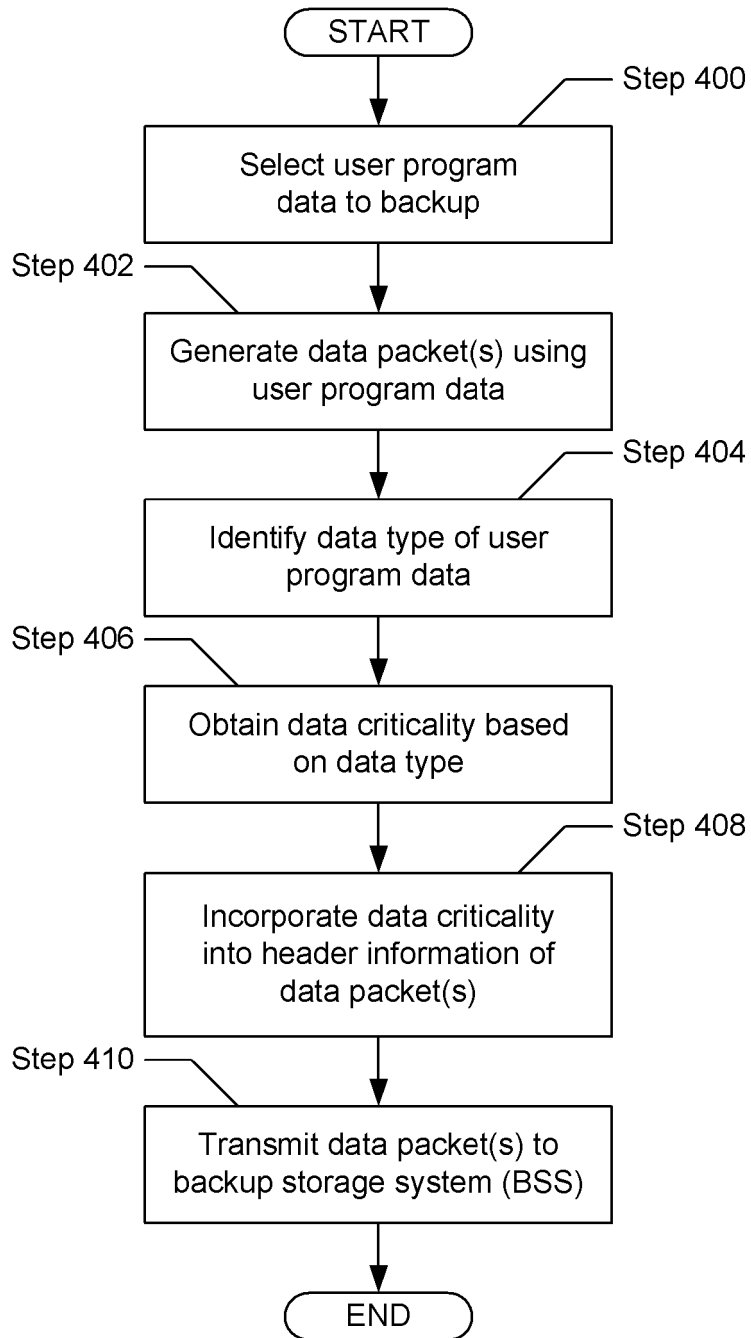 START
Step 400
Select user program
data to backup
Step 402
Generate data packet(s) using
user program data
Step 404
Identify data type of user
program data
Step 406
Obtain data criticality based
on data type
Step 408
Incorporate data criticality
into header information of
data packet(s)
Step 410
Transmit data packet(s) to
backup storage system (BSS)
END